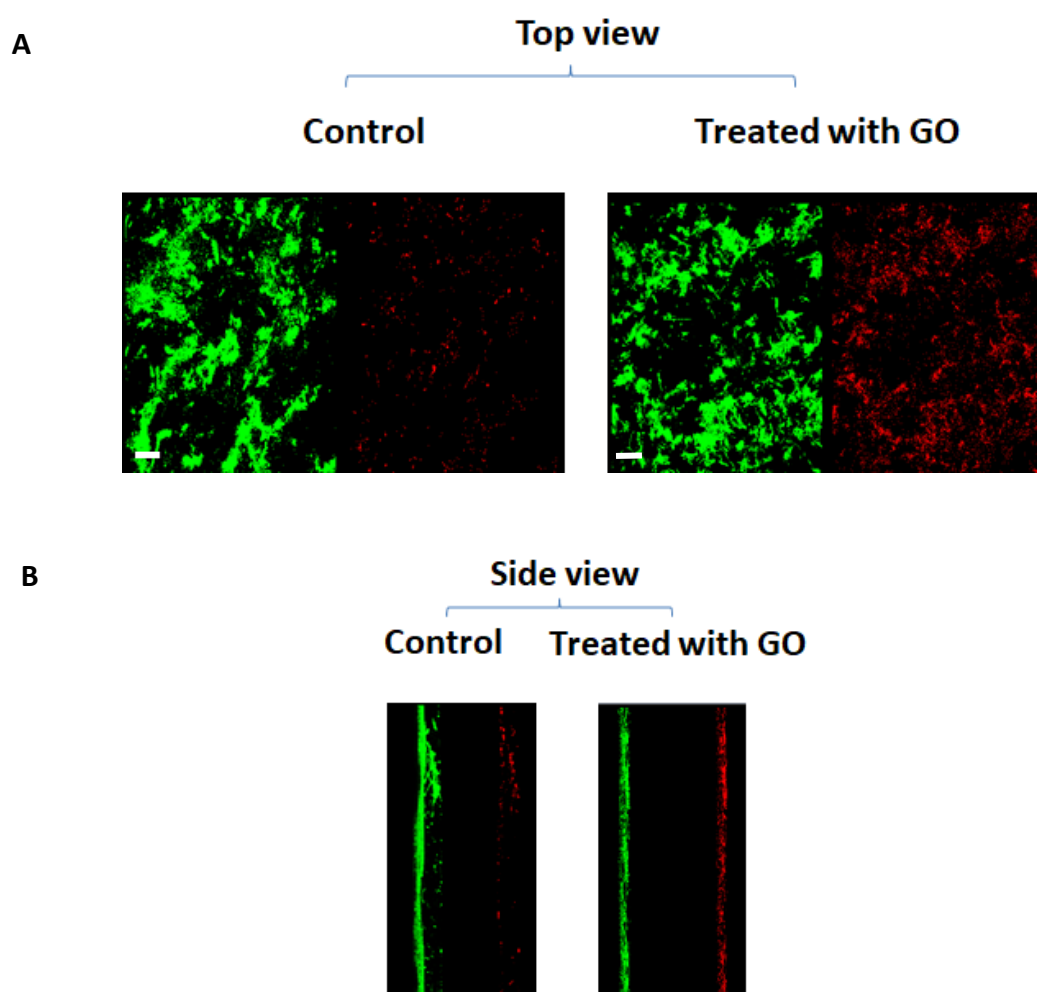 A
Top view
Control
Treated with GO
B
Side view
Control
Treated with GO